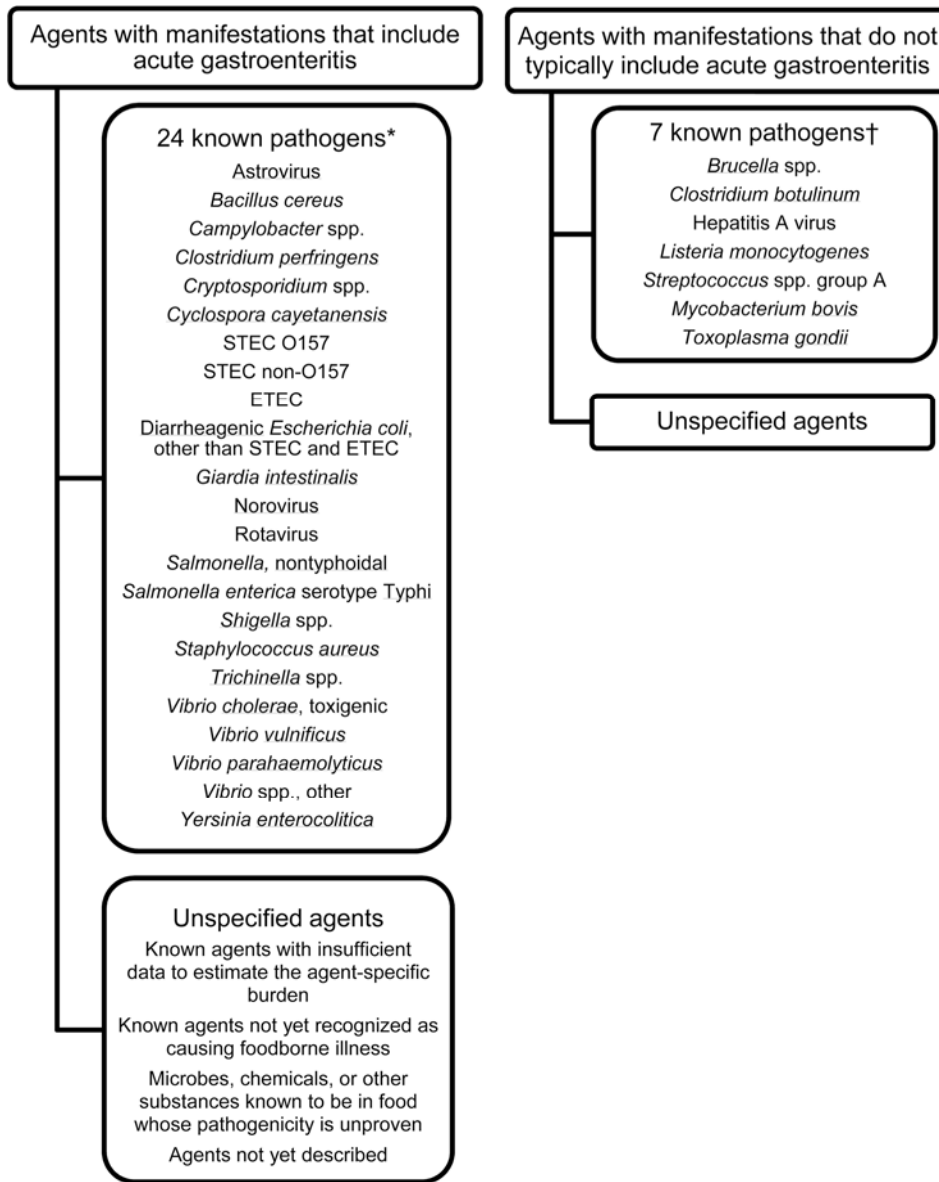 Agents with manifestations that include
acute gastroenteritis
24 known pathogens*
Astrovirus
Bacillus cereus
Campylobacter spp.
Clostridium perfringens
Cryptosporidium spp.
Cyclospora cayetanensis
STEC O157
STEC non-O157
ETEC
Diarrheagenic Escherichia coli,
other than STEC and ETEC
Giardia intestinalis
Norovirus
Rotavirus
Salmonella, nontyphoidal
Salmonella enterica serotype Typhi
Shigella spp.
Staphylococcus aureus
Trichinella spp.
Vibrio cholerae, toxigenic
Vibrio vulnificus
Vibrio parahaemolyticus
Vibrio spp., other
Yersinia enterocolitica
Unspecified agents
Known agents with insufficient
data to estimate the agent-specific
burden
Known agents not yet recognized as
causing foodborne illness
Microbes, chemicals, or other
substances known to be in food
whose pathogenicity is unproven
Agents not yet described
Agents with manifestations that do not
typically include acute gastroenteritis
7 known pathogens†
Brucella spp.
Clostridium botulinum
Hepatitis A virus
Listeria monocytogenes
Streptococcus spp. group A
Mycobacterium bovis
Toxoplasma gondii
Unspecified agents